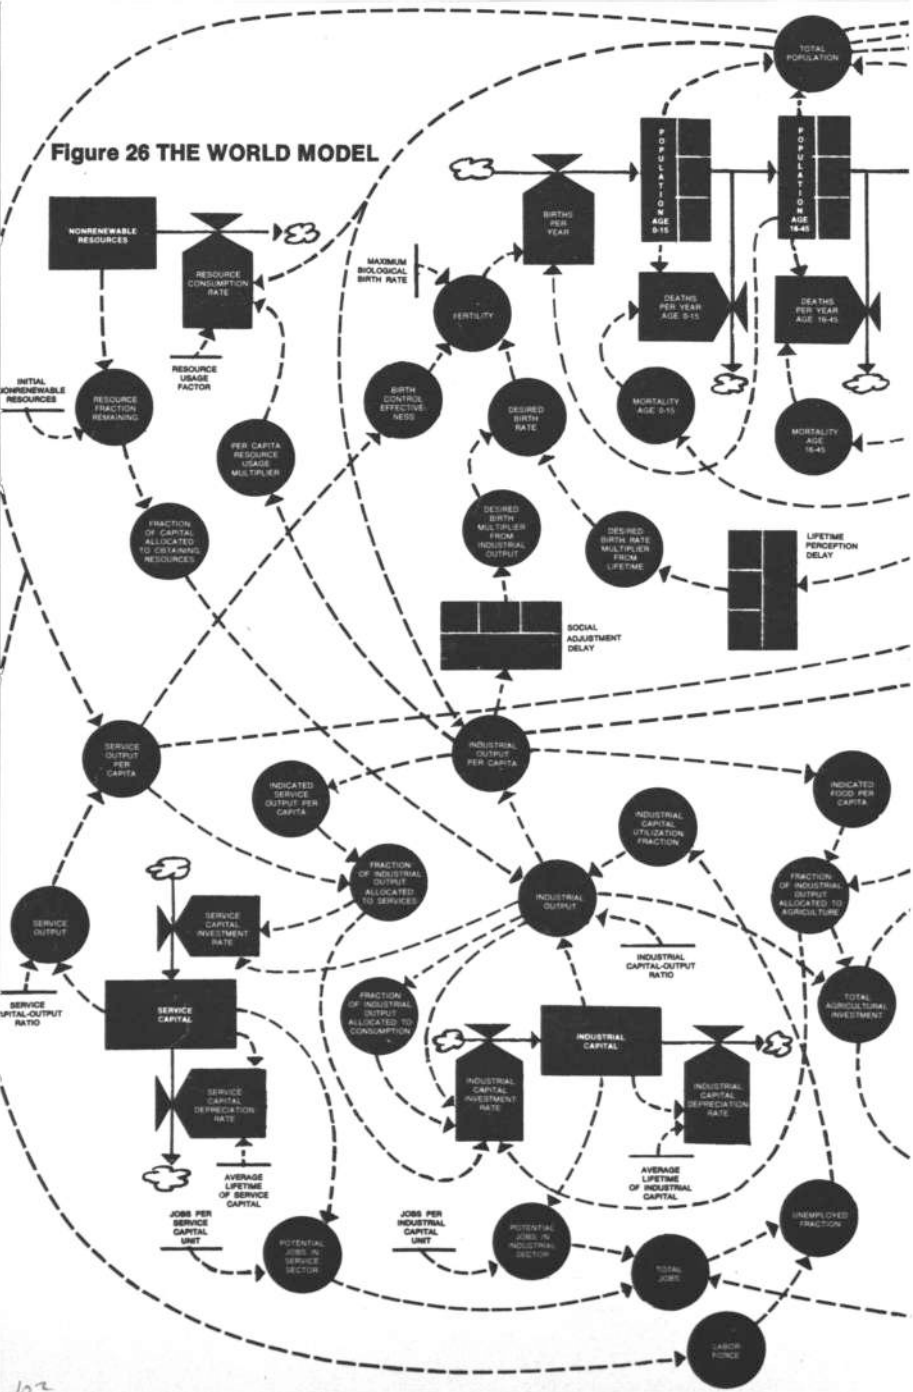 TOTAL
POPULATION
Figure 26 THE WORLD MODEL
POPULATION
AGE
0-15
POPULATION
AGE
16-45
NONRENEWABLE
RESOURCES
BIRTHS
PER
YEAR
RESOURCE
CONSUMPTION
RATE
MAXIMUM
BIOLOGICAL
BIRTH RATE
FERTILITY
DEATHS
PER YEAR
AGE 0-15
DEATHS
PER YEAR
AGE 16-45
RESOURCE
USAGE
FACTOR
INITIAL
NONRENEWABLE
RESOURCES
RESOURCE
FRACTION
REMAINING
BIRTH
CONTROL
EFFECTIVE-
NESS
DESIRED
BIRTH
RATE
MORTALITY
AGE 0-15
MORTALITY
AGE
16-45
PER CAPITA
RESOURCE
USAGE
MULTIPLIER
FRACTION
OF CAPITAL
ALLOCATED
TO OBTAINING
RESOURCES
DESIRED
BIRTH
MULTIPLIER
FROM
INDUSTRIAL
OUTPUT
DESIRED
BIRTH RATE
MULTIPLIER
FROM
LIFETIME
LIFETIME
PERCEPTION
DELAY
SOCIAL
ADJUSTMENT
DELAY
SERVICE
OUTPUT
PER
CAPITA
INDUSTRIAL
OUTPUT
PER CAPITA
INDICATED
SERVICE
OUTPUT PER
CAPITA
INDICATED
FOOD PER
CAPITA
INDUSTRIAL
CAPITAL
UTILIZATION
FRACTION
FRACTION
OF INDUSTRIAL
OUTPUT
ALLOCATED
TO SERVICES
INDUSTRIAL
OUTPUT
FRACTION
OF INDUSTRIAL
OUTPUT
ALLOCATED TO
AGRICULTURE
SERVICE
OUTPUT
SERVICE
CAPITAL
INVESTMENT
RATE
INDUSTRIAL
CAPITAL-OUTPUT
RATIO
SERVICE
CAPITAL-OUTPUT
RATIO
SERVICE
CAPITAL
FRACTION
OF INDUSTRIAL
OUTPUT
ALLOCATED TO
CONSUMPTION
INDUSTRIAL
CAPITAL
TOTAL
AGRICULTURAL
INVESTMENT
SERVICE
CAPITAL
DEPRECIATION
RATE
INDUSTRIAL
CAPITAL
INVESTMENT
RATE
INDUSTRIAL
CAPITAL
DEPRECIATION
RATE
AVERAGE
LIFETIME
OF SERVICE
CAPITAL
AVERAGE
LIFETIME
OF INDUSTRIAL
CAPITAL
JOBS PER
SERVICE
CAPITAL
UNIT
POTENTIAL
JOBS IN
SERVICE
SECTOR
JOBS PER
INDUSTRIAL
CAPITAL
UNIT
POTENTIAL
JOBS IN
INDUSTRIAL
SECTOR
UNEMPLOYED
FRACTION
TOTAL
JOBS
LABOR
FORCE
102